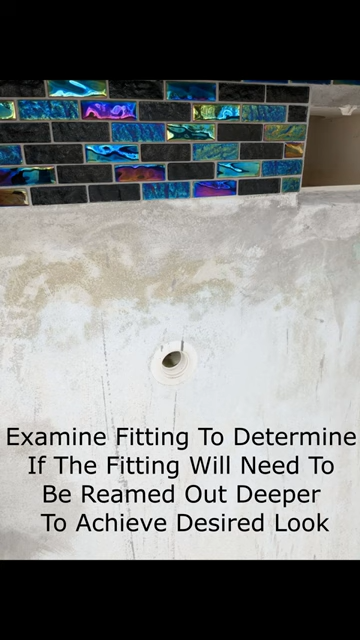 Examine Fitting To Determine
If The Fitting Will Need To
Be Reamed Out Deeper
To Achieve Desired Look